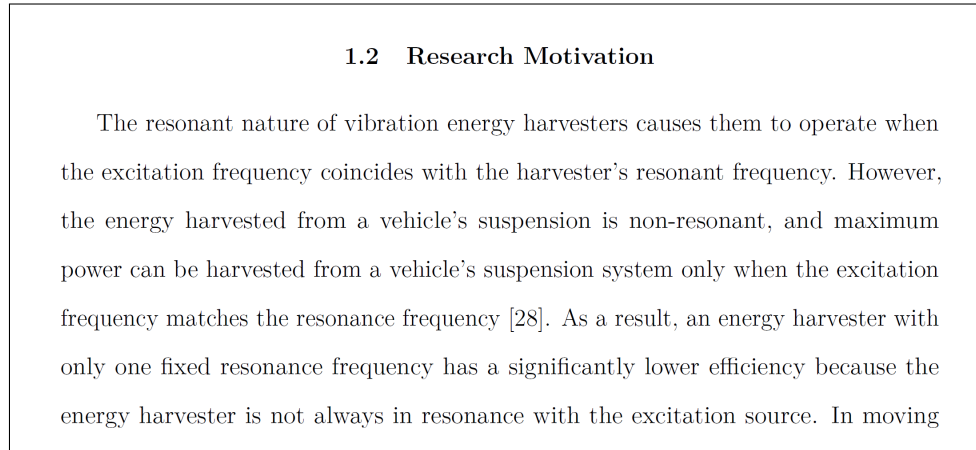 1.2 Research Motivation
The resonant nature of vibration energy harvesters causes them to operate when
the excitation frequency coincides with the harvester's resonant frequency. However,
the energy harvested from a vehicle's suspension is non-resonant, and maximum
power can be harvested from a vehicle's suspension system only when the excitation
frequency matches the resonance frequency [28]. As a result, an energy harvester with
only one fixed resonance frequency has a significantly lower efficiency because the
energy harvester is not always in resonance with the excitation source. In moving